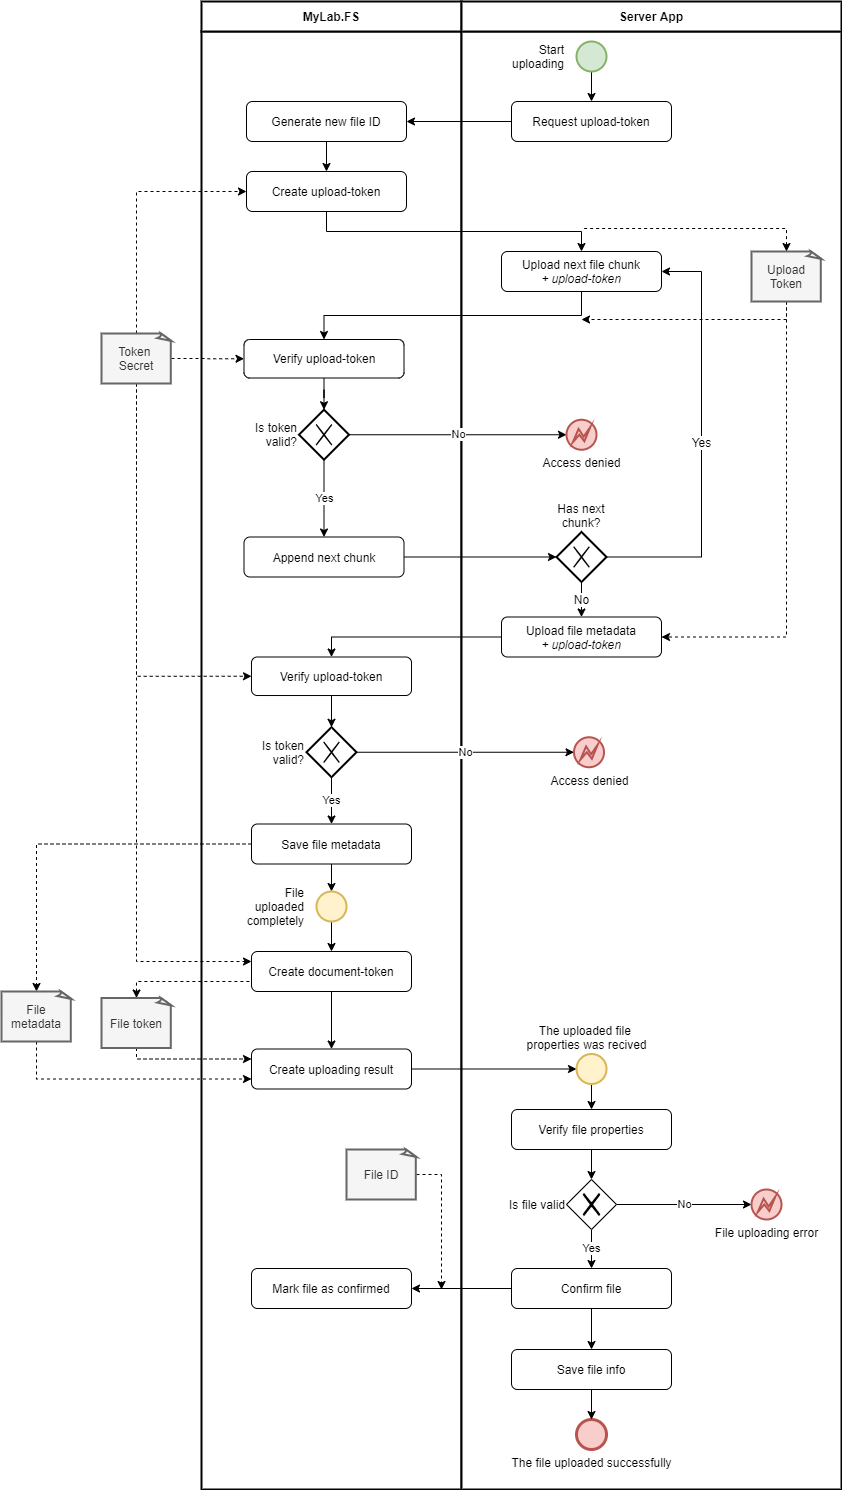 MyLab.FS
Server App
Start
uploading
Generate new file ID
Request upload-token
Create upload-token
Upload next file chunk
+ upload-token
Upload
Token
Token
Secret
Verify upload-token
Is token
valid?
No
Access denied
Yes
Yes
Has next
chunk?
Append next chunk
No
Upload file metadata
+ upload-token
Verify upload-token
Is token
valid?
No
Access denied
Yes
Save file metadata
File
uploaded
completely
Create document-token
File
metadata
File token
The uploaded file
properties was recived
Create uploading result
Verify file properties
File ID
Is file valid
No
File uploading error
Yes
Mark file as confirmed
Confirm file
Save file info
The file uploaded successfully